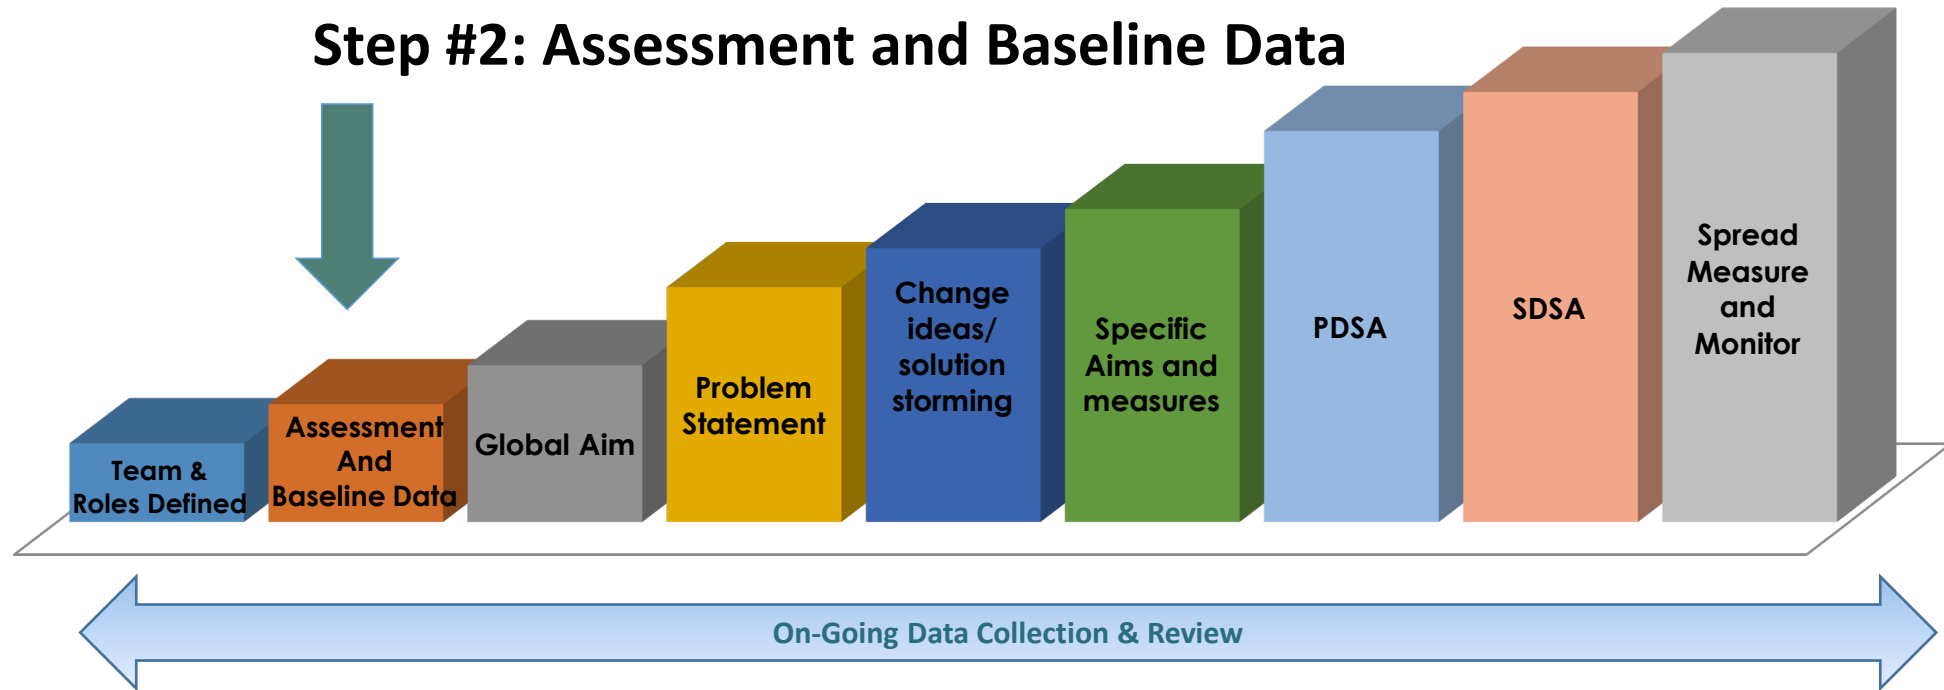 Step #2: Assessment and Baseline Data
Team &
Roles Defined
Assessment
And
Baseline Data
Global Aim
Problem
Statement
Change
ideas/
solution
storming
Specific
Aims and
measures
PDSA
SDSA
Spread
Measure
and
Monitor
On-Going Data Collection & Review